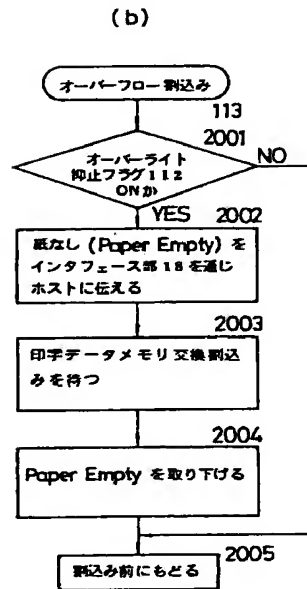 (b)
オーバーフロー割込み
113
2001
オーバーライト
抑止フラグ112
ONか
NO
YES
2002
紙なし (Paper Empty) を
インタフェース部18を通じ
ホストに伝える
2003
印字データメモリ交換割込
みを待つ
2004
Paper Empty を取り下げる
2005
割込み前にもどる